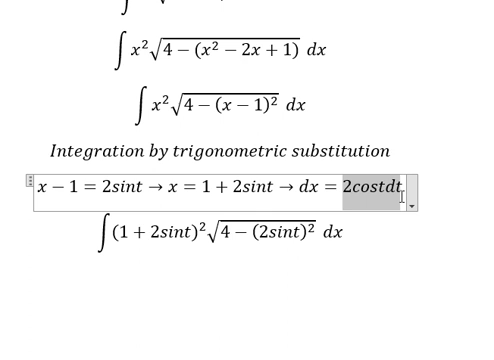 ∫ x²√(4 − (x² − 2x + 1)) dx
∫ x²√(4 − (x − 1)²) dx
Integration by trigonometric substitution
x − 1 = 2sint → x = 1 + 2sint → dx = 2costdt
∫ (1 + 2sint)²√(4 − (2sint)²) dx